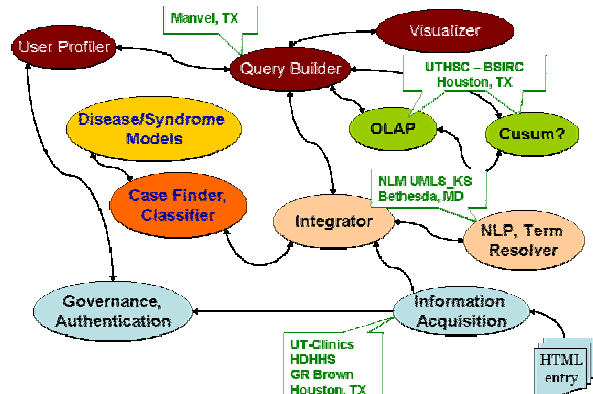 Manvel, TX
Visualizer
User Profiler
Query Builder
UTHSC – BSIRC
Houston, TX
Disease/Syndrome
Models
OLAP
Cusum?
Case Finder,
Classifier
NLM UMLS_KS
Bethesda, MD
Integrator
NLP, Term
Resolver
Governance,
Authentication
Information
Acquisition
UT-Clinics
HDHHS
GR Brown
Houston, TX
HTML
entry